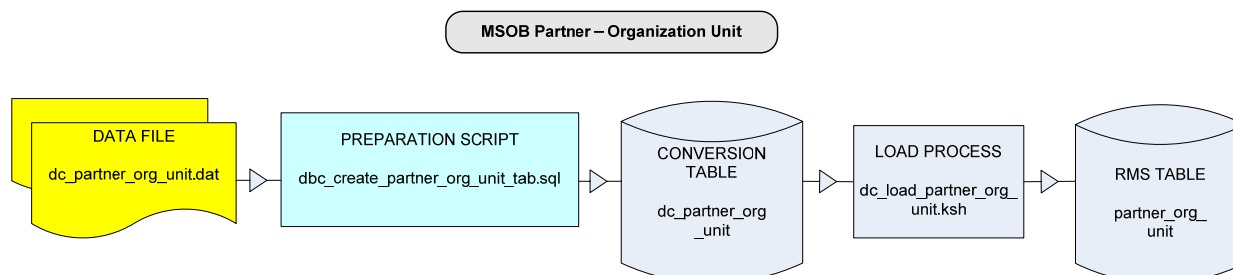 MSOB Partner – Organization Unit
DATA FILE
dc_partner_org_unit.dat
PREPARATION SCRIPT
dbc_create_partner_org_unit_tab.sql
CONVERSION
TABLE
dc_partner_org
_unit
LOAD PROCESS
dc_load_partner_org_
unit.ksh
RMS TABLE
partner_org_
unit